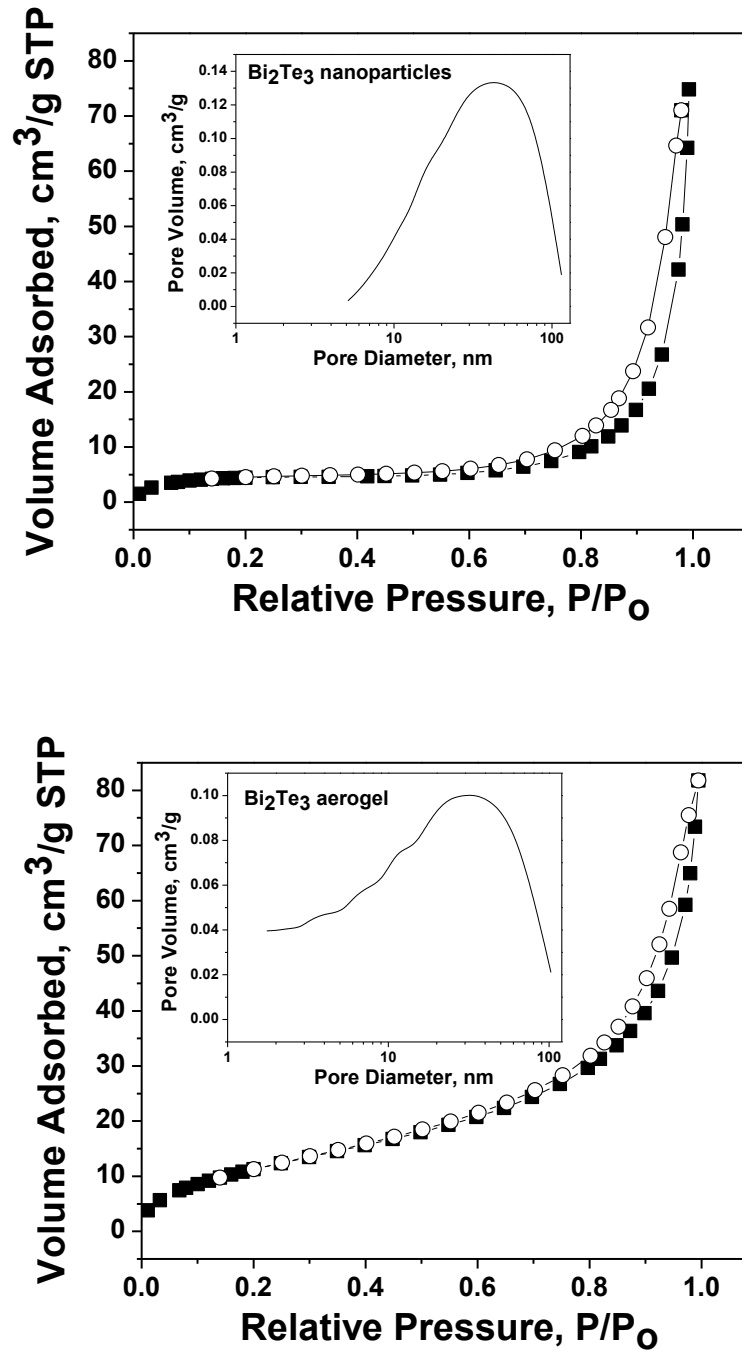 80
70
60
50
40
30
20
10
0
Volume Adsorbed, cm³/g STP
0.0 0.2 0.4 0.6 0.8 1.0
Relative Pressure, P/Pₒ
Bi₂Te₃ nanoparticles
0.14
0.12
0.10
0.08
0.06
0.04
0.02
0.00
Pore Volume, cm³/g
1 10 100
Pore Diameter, nm
80
70
60
50
40
30
20
10
0
Volume Adsorbed, cm³/g STP
0.0 0.2 0.4 0.6 0.8 1.0
Relative Pressure, P/Pₒ
Bi₂Te₃ aerogel
0.10
0.08
0.06
0.04
0.02
0.00
Pore Volume, cm³/g
1 10 100
Pore Diameter, nm